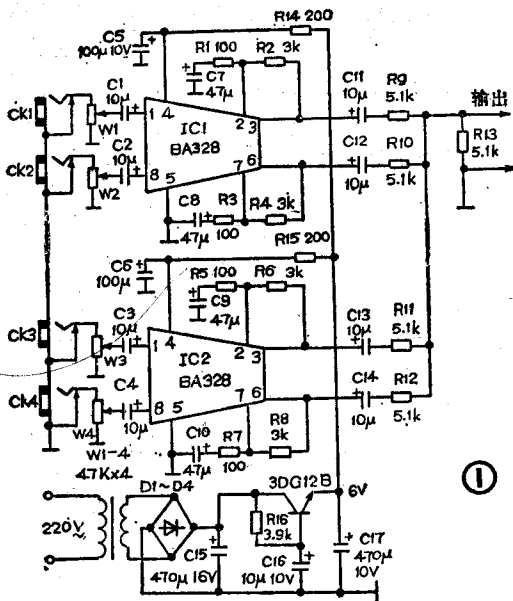 R14 200
C5
100μ 10V
R1 100
R2 3k
C7
47μ
C1
10μ
C11
10μ
R9
5.1k
Ck1
W1
1 4
2 3
IC1
BA328
输出
C2
10μ
C12
10μ
R10
5.1k
R13
5.1k
Ck2
W2
8 5
7 6
C8
47μ
R3
100
R4 3k
R15 200
C6
100μ
R5 100
R6
3k
C9
47μ
C3
10μ
C13
10μ
R11
5.1k
Ck3
W3
1 4
2 3
IC2
BA328
C4
10μ
C14
10μ
R12
5.1k
Ck4
W4
8 5
7 6
W1-4
47K×4
C10
47μ
R7
100
R8
3k
①
D1~D4
3DG12B
6V
220V
~
R16
3.9k
C15
470μ 16V
C16
10μ 10V
C17
470μ
10V